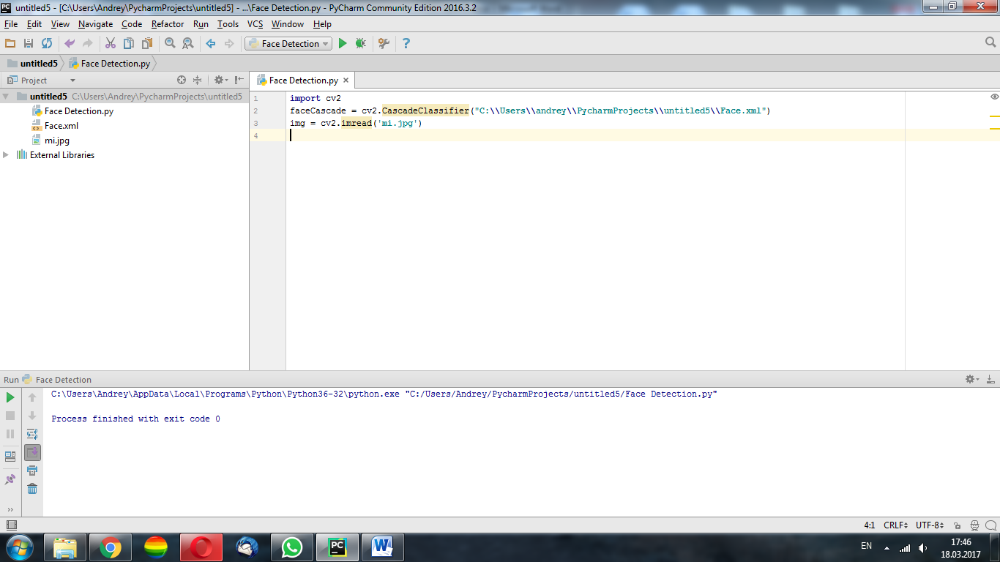 untitled5 - [C:\Users\Andrey\PycharmProjects\untitled5] - ...\Face Detection.py - PyCharm Community Edition 2016.3.2
File Edit View Navigate Code Refactor Run Tools VCS Window Help
Face Detection
untitled5 Face Detection.py
Project
Face Detection.py
untitled5 C:\Users\Andrey\PycharmProjects\untitled5
Face Detection.py
Face.xml
mi.jpg
External Libraries
1 import cv2
2 faceCascade = cv2.CascadeClassifier("C:\\Users\\andrey\\PycharmProjects\\untitled5\\Face.xml")
3 img = cv2.imread('mi.jpg')
4
Run Face Detection
C:\Users\Andrey\AppData\Local\Programs\Python\Python36-32\python.exe "C:/Users/Andrey/PycharmProjects/untitled5/Face Detection.py"
Process finished with exit code 0
4:1 CRLF UTF-8
EN
17:46
18.03.2017